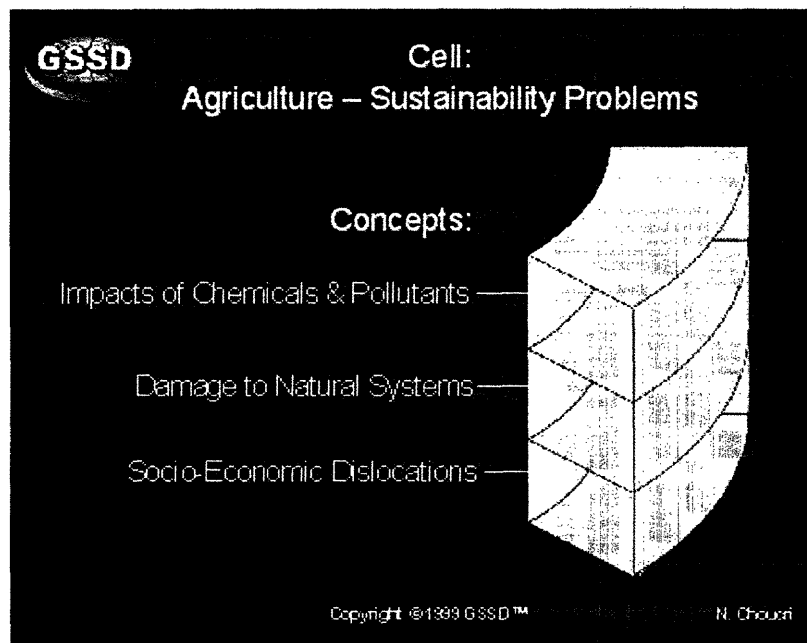 GSSD
Cell:
Agriculture – Sustainability Problems
Concepts:
Impacts of Chemicals & Pollutants
Damage to Natural Systems
Socio-Economic Dislocations
Copyright ©1999 GSSD™
N. Choucri